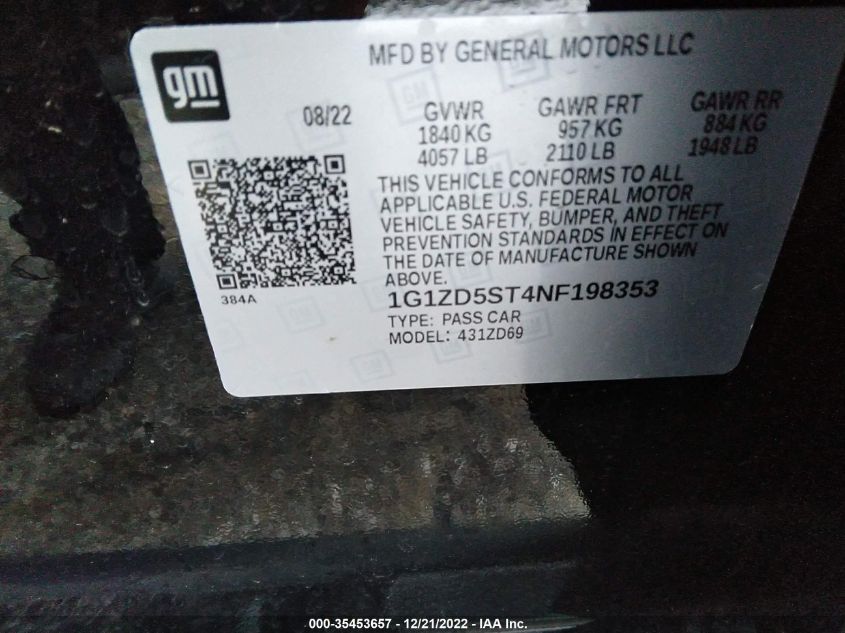 gm
MFD BY GENERAL MOTORS LLC
08/22
GVWR GAWR FRT GAWR RR
1840 KG 957 KG 884 KG
4057 LB 2110 LB 1948 LB
THIS VEHICLE CONFORMS TO ALL
APPLICABLE U.S. FEDERAL MOTOR
VEHICLE SAFETY, BUMPER, AND THEFT
PREVENTION STANDARDS IN EFFECT ON
THE DATE OF MANUFACTURE SHOWN
ABOVE.
384A
1G1ZD5ST4NF198353
TYPE: PASS CAR
MODEL: 431ZD69
000-35453657 - 12/21/2022 - IAA Inc.